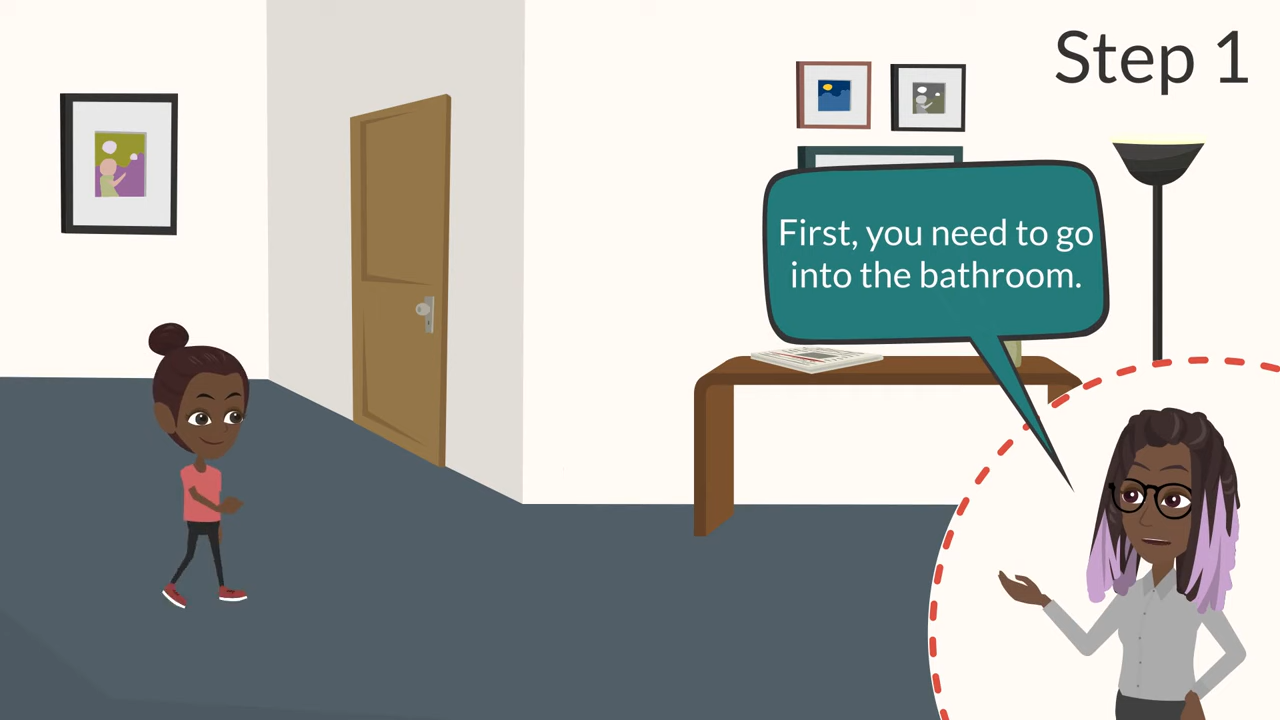 Step 1
First, you need to go
into the bathroom.